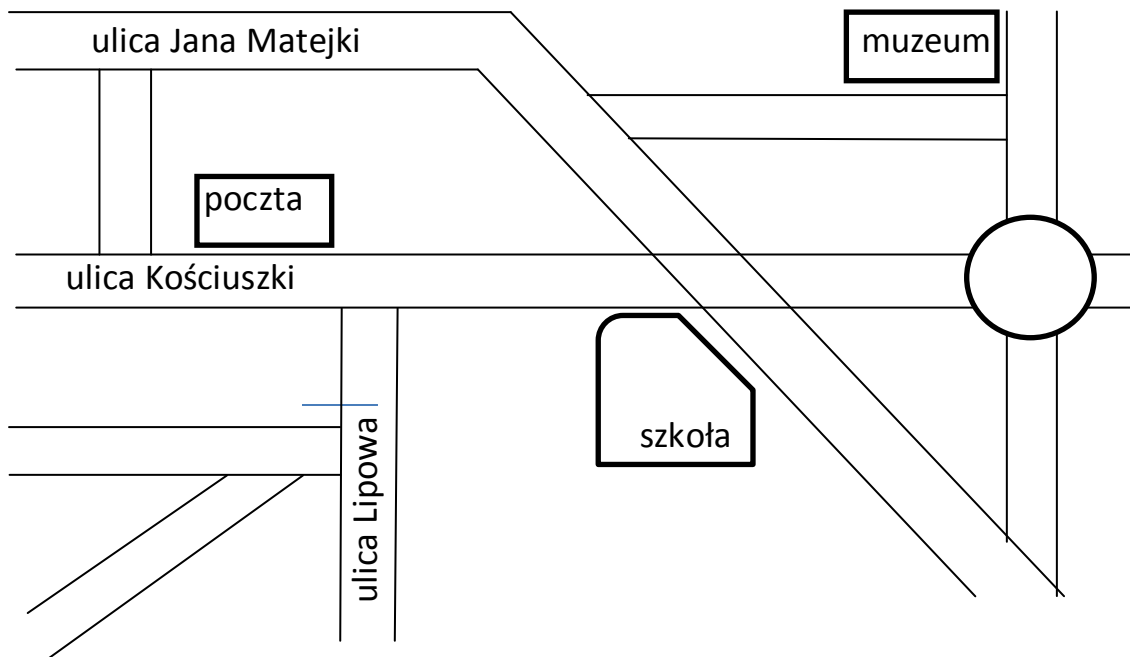 ulica Jana Matejki
muzeum
poczta
ulica Kościuszki
szkoła
ulica Lipowa